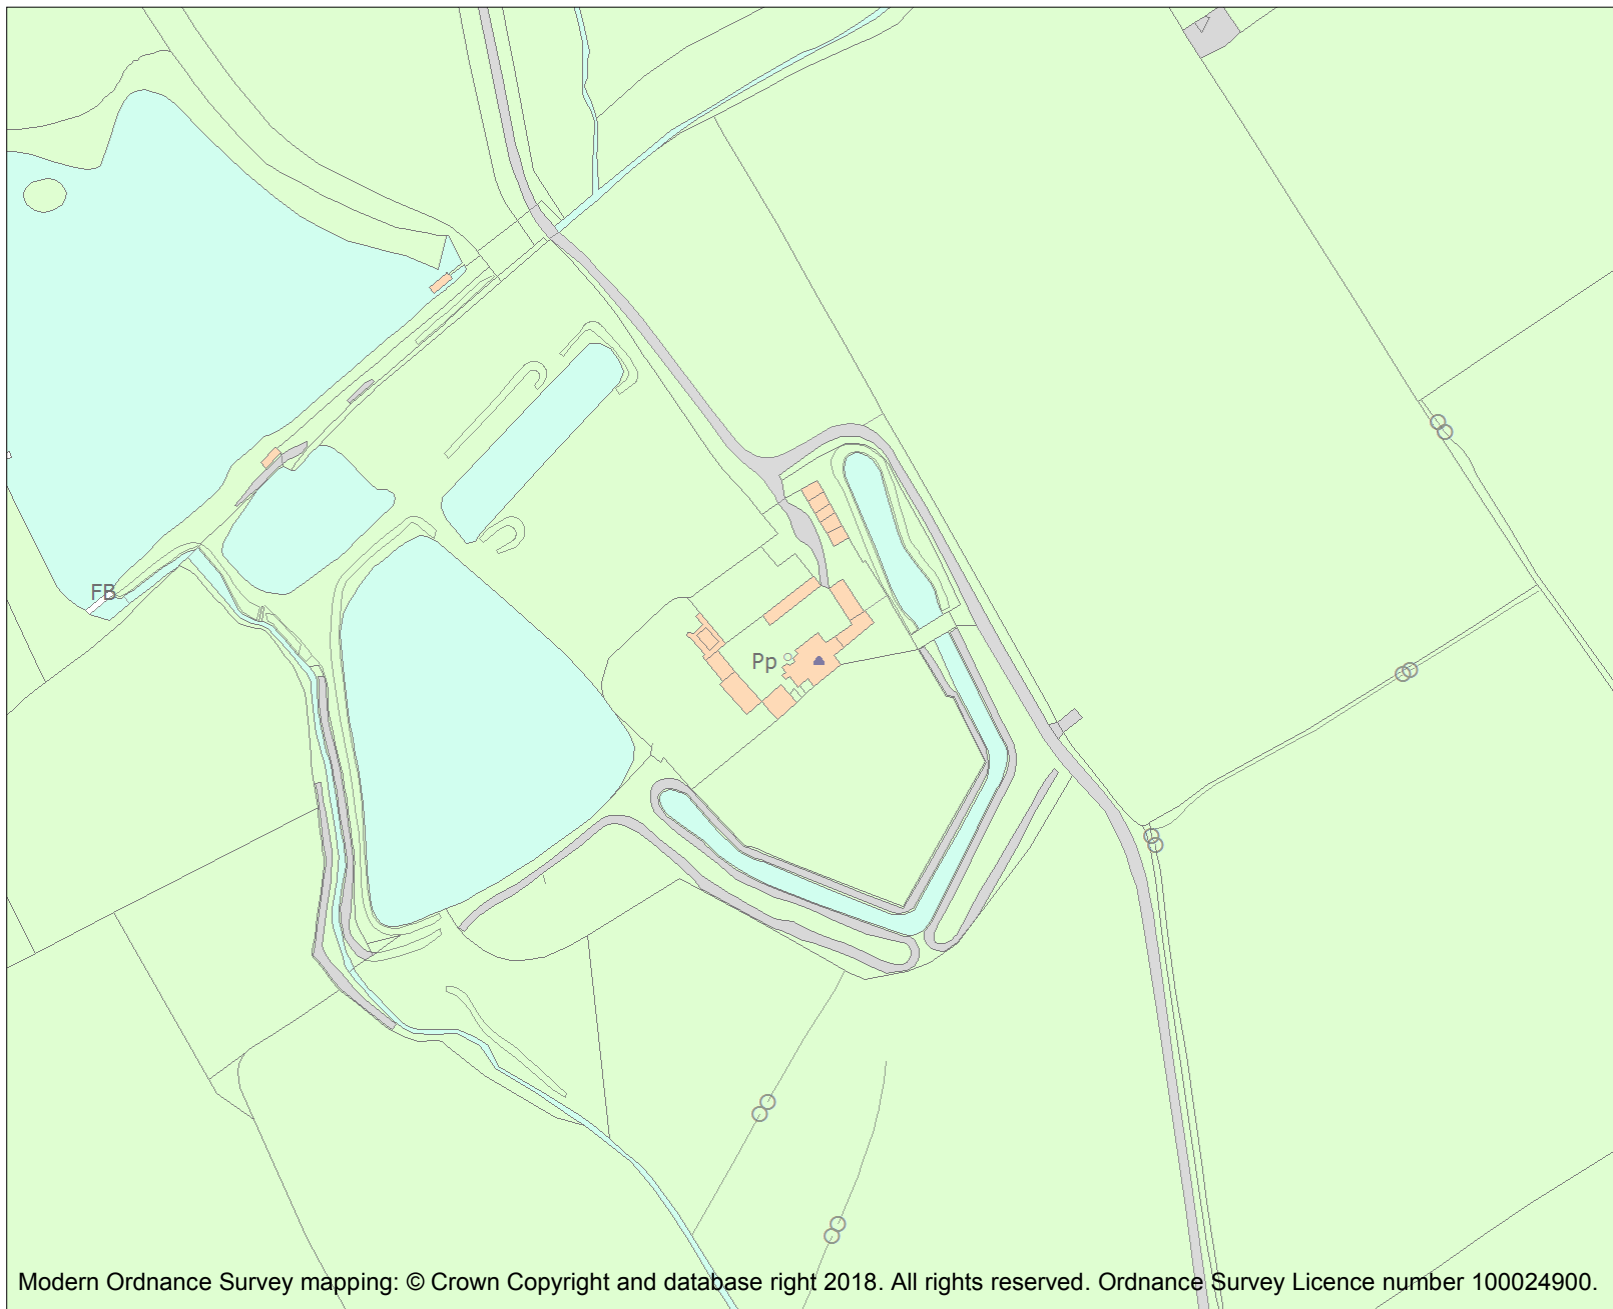 FB
Pp
Modern Ordnance Survey mapping: © Crown Copyright and database right 2018. All rights reserved. Ordnance Survey Licence number 100024900.